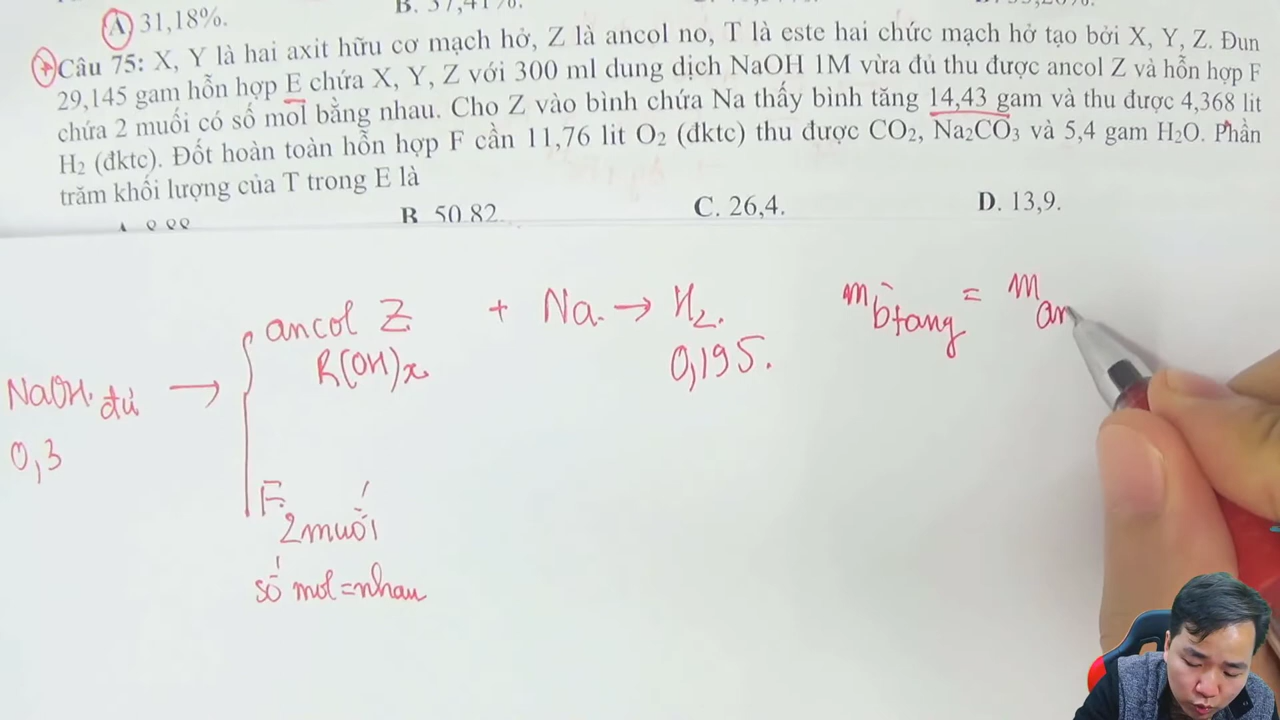 A. 31,18%.
B. 37,41%.
Câu 75: X, Y là hai axit hữu cơ mạch hở, Z là ancol no, T là este hai chức mạch hở tạo bởi X, Y, Z. Đun
29,145 gam hỗn hợp E chứa X, Y, Z với 300 ml dung dịch NaOH 1M vừa đủ thu được ancol Z và hỗn hợp F
chứa 2 muối có số mol bằng nhau. Cho Z vào bình chứa Na thấy bình tăng 14,43 gam và thu được 4,368 lit
H₂ (đktc). Đốt hoàn toàn hỗn hợp F cần 11,76 lit O₂ (đktc) thu được CO₂, Na₂CO₃ và 5,4 gam H₂O. Phần
trăm khối lượng của T trong E là
B. 50,82.
C. 26,4.
D. 13,9.
ancol Z + Na. → H₂.
R(OH)x
0,195.
m b̀ tăng = m an
NaOH đủ →
0,3
F.
2 muối
số mol = nhau